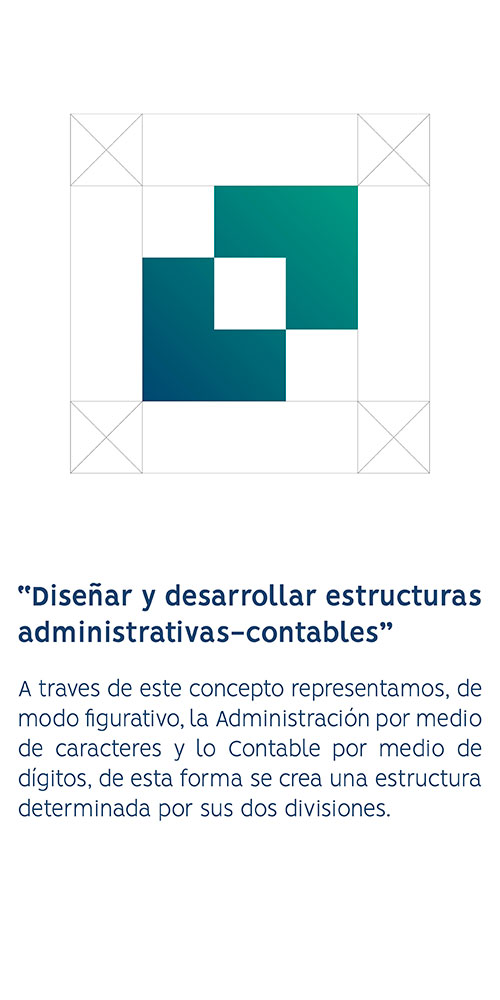 “Diseñar y desarrollar estructuras
administrativas-contables”
A traves de este concepto representamos, de
modo figurativo, la Administración por medio
de caracteres y lo Contable por medio de
dígitos, de esta forma se crea una estructura
determinada por sus dos divisiones.